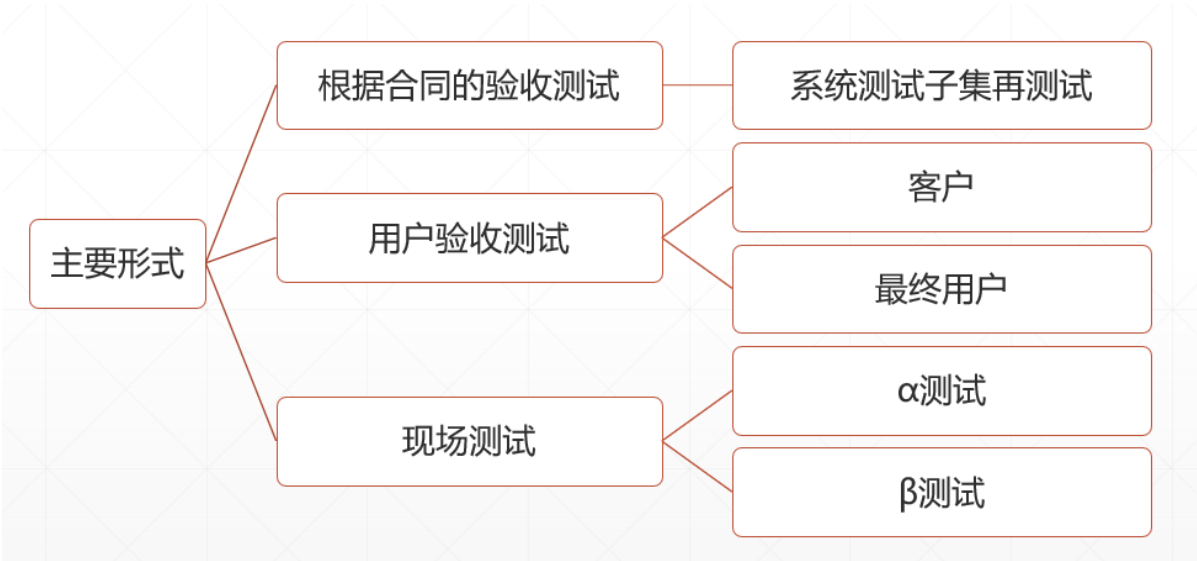 主要形式
根据合同的验收测试
系统测试子集再测试
用户验收测试
客户
最终用户
现场测试
α测试
β测试